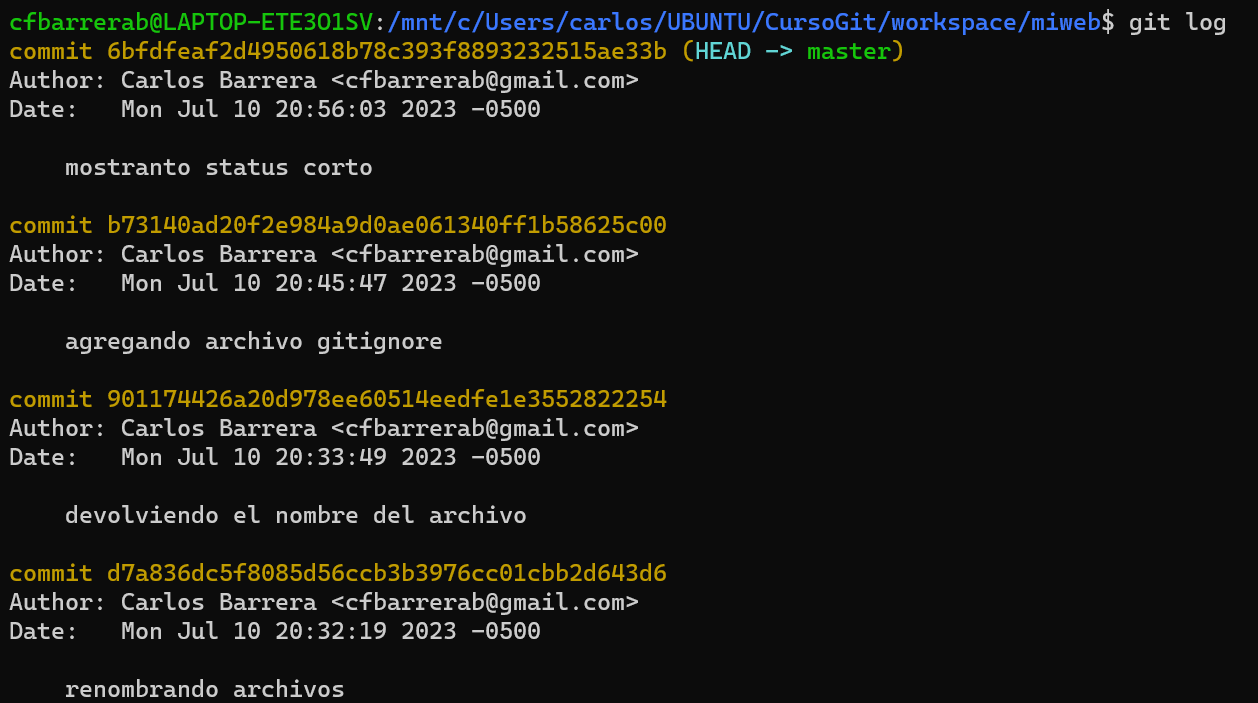 cfbarrerab@LAPTOP-ETE3O1SV:/mnt/c/Users/carlos/UBUNTU/CursoGit/workspace/miweb$ git log
commit 6bfdfeaf2d4950618b78c393f8893232515ae33b (HEAD -> master)
Author: Carlos Barrera <cfbarrerab@gmail.com>
Date:   Mon Jul 10 20:56:03 2023 -0500
    mostranto status corto
commit b73140ad20f2e984a9d0ae061340ff1b58625c00
Author: Carlos Barrera <cfbarrerab@gmail.com>
Date:   Mon Jul 10 20:45:47 2023 -0500
    agregando archivo gitignore
commit 901174426a20d978ee60514eedfe1e3552822254
Author: Carlos Barrera <cfbarrerab@gmail.com>
Date:   Mon Jul 10 20:33:49 2023 -0500
    devolviendo el nombre del archivo
commit d7a836dc5f8085d56ccb3b3976cc01cbb2d643d6
Author: Carlos Barrera <cfbarrerab@gmail.com>
Date:   Mon Jul 10 20:32:19 2023 -0500
    renombrando archivos